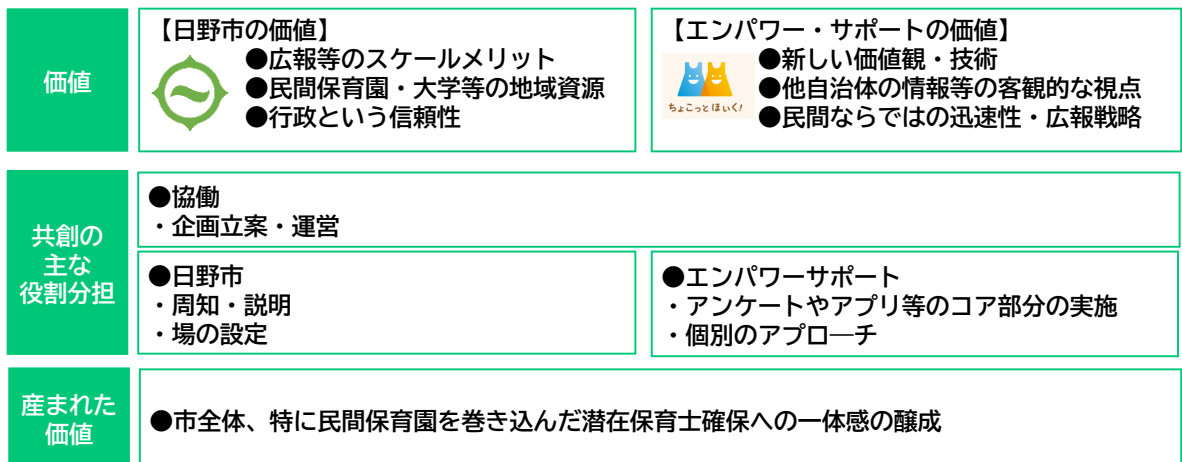 価値
【日野市の価値】
●広報等のスケールメリット
●民間保育園・大学等の地域資源
●行政という信頼性
【エンパワー・サポートの価値】
ちょこっとほいく!
●新しい価値観・技術
●他自治体の情報等の客観的な視点
●民間ならではの迅速性・広報戦略
共創の
主な
役割分担
●協働
・企画立案・運営
●日野市
・周知・説明
・場の設定
●エンパワーサポート
・アンケートやアプリ等のコア部分の実施
・個別のアプロ―チ
産まれた
価値
●市全体、特に民間保育園を巻き込んだ潜在保育士確保への一体感の醸成